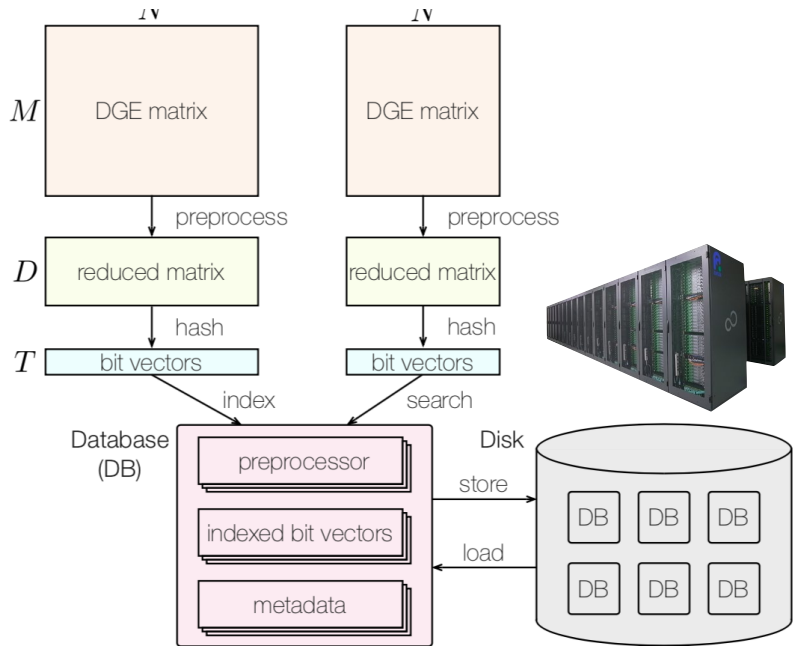 N N
M DGE matrix DGE matrix
preprocess preprocess
D reduced matrix reduced matrix
hash hash
T bit vectors bit vectors
index search
Database
(DB)
Disk
preprocessor
store
DB DB DB
indexed bit vectors
load
DB DB DB
metadata